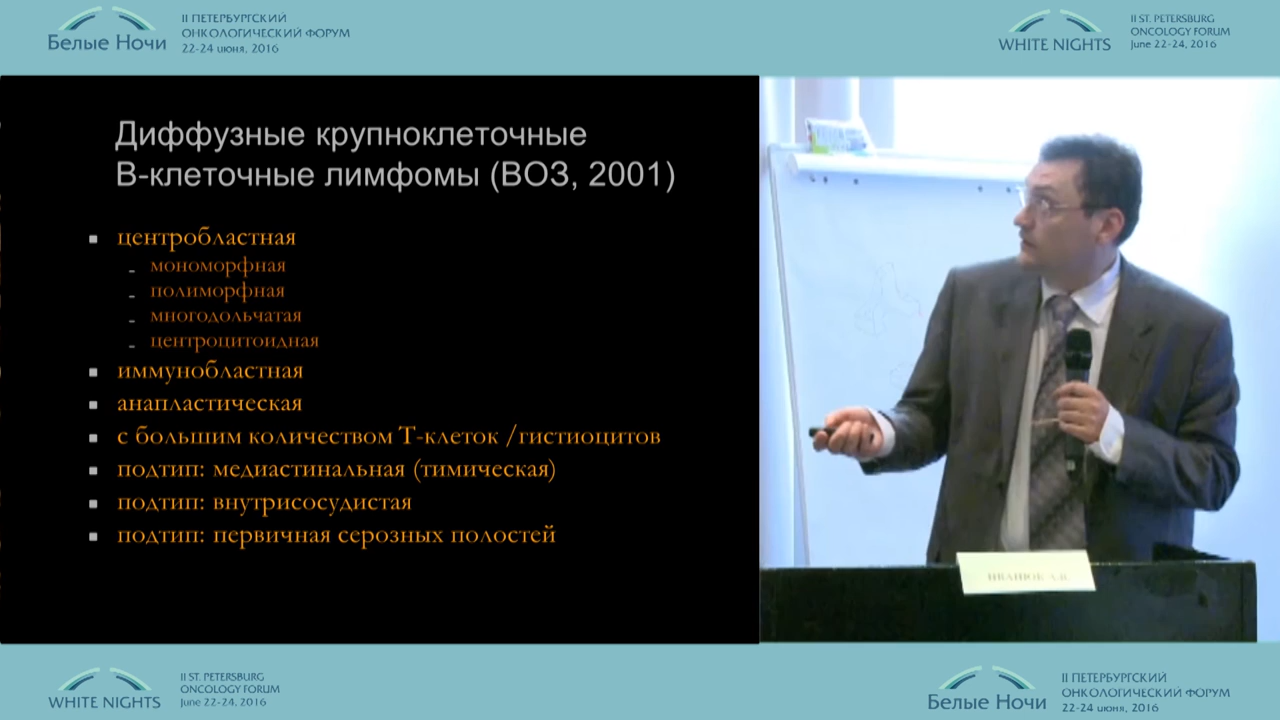 Белые Ночи
II ПЕТЕРБУРГСКИЙ
ОНКОЛОГИЧЕСКИЙ ФОРУМ
22-24 июня, 2016
WHITE NIGHTS
II ST. PETERSBURG
ONCOLOGY FORUM
June 22-24, 2016
Диффузные крупноклеточные
В-клеточные лимфомы (ВОЗ, 2001)
центробластная
мономорфная
полиморфная
многодольчатая
центроцитоидная
иммунобластная
анапластическая
с большим количеством Т-клеток /гистиоцитов
подтип: медиастинальная (тимическая)
подтип: внутрисосудистая
подтип: первичная серозных полостей
WHITE NIGHTS
II ST. PETERSBURG
ONCOLOGY FORUM
June 22-24, 2016
Белые Ночи
II ПЕТЕРБУРГСКИЙ
ОНКОЛОГИЧЕСКИЙ ФОРУМ
22-24 июня, 2016